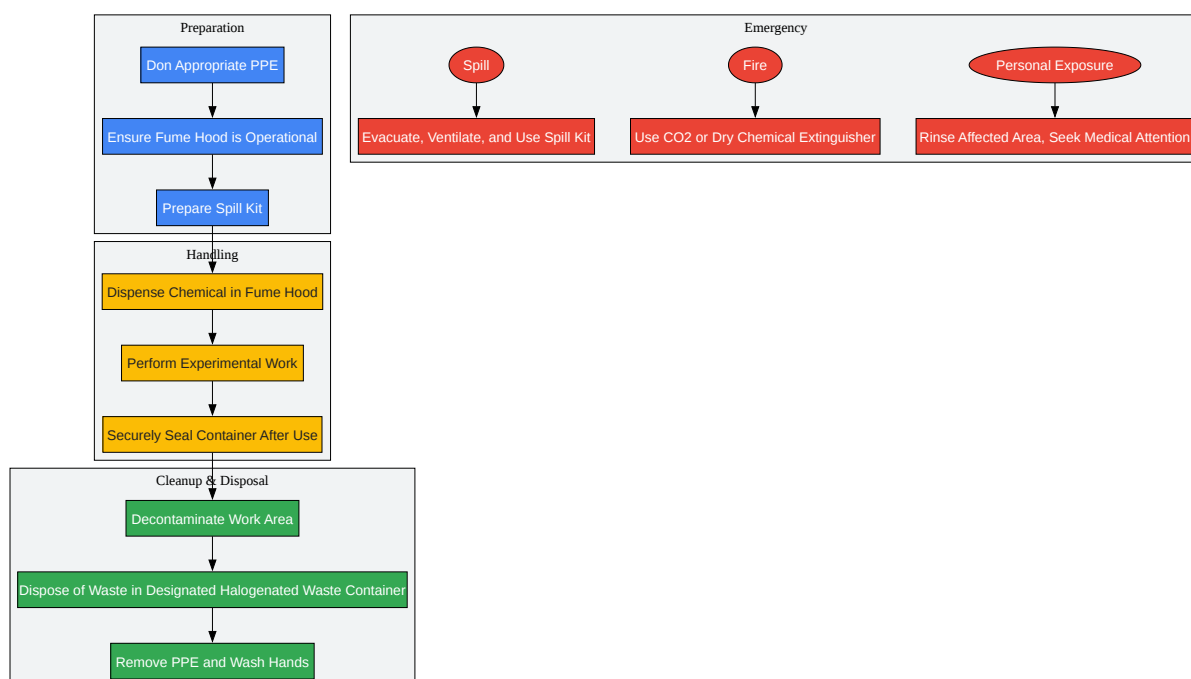 Preparation
Don Appropriate PPE
Ensure Fume Hood is Operational
Prepare Spill Kit
Handling
Dispense Chemical in Fume Hood
Perform Experimental Work
Securely Seal Container After Use
Cleanup & Disposal
Decontaminate Work Area
Dispose of Waste in Designated Halogenated Waste Container
Remove PPE and Wash Hands
Emergency
Spill
Evacuate, Ventilate, and Use Spill Kit
Fire
Use CO2 or Dry Chemical Extinguisher
Personal Exposure
Rinse Affected Area, Seek Medical Attention